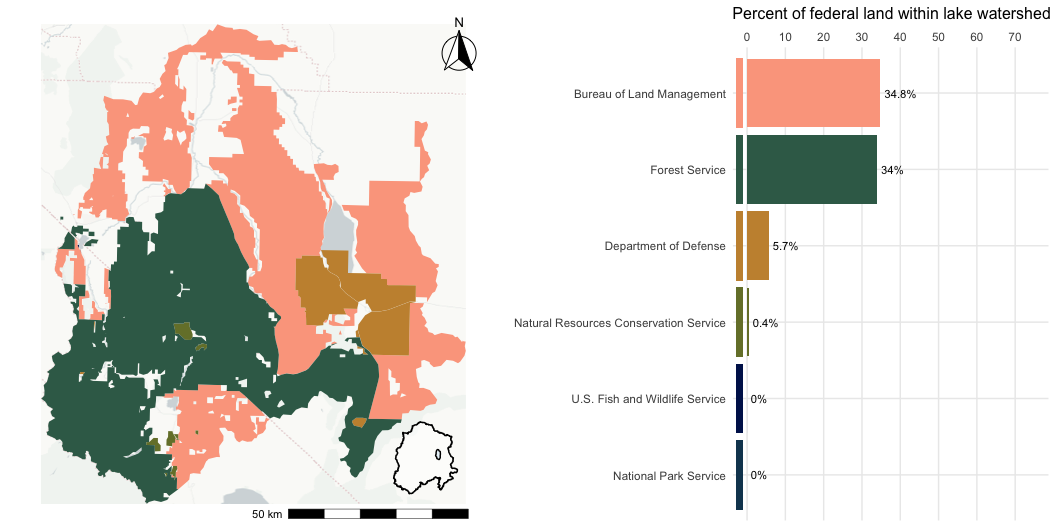 N
50 km
Percent of federal land within lake watershed
0 10 20 30 40 50 60 70
Bureau of Land Management 34.8%
Forest Service 34%
Department of Defense 5.7%
Natural Resources Conservation Service 0.4%
U.S. Fish and Wildlife Service 0%
National Park Service 0%